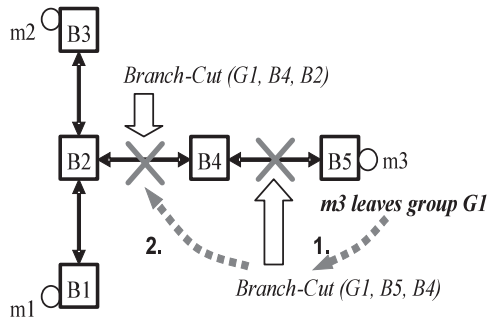 m2
B3
Branch-Cut (G1, B4, B2)
B2
B4
B5
m3
m3 leaves group G1
2.
1.
Branch-Cut (G1, B5, B4)
B1
m1